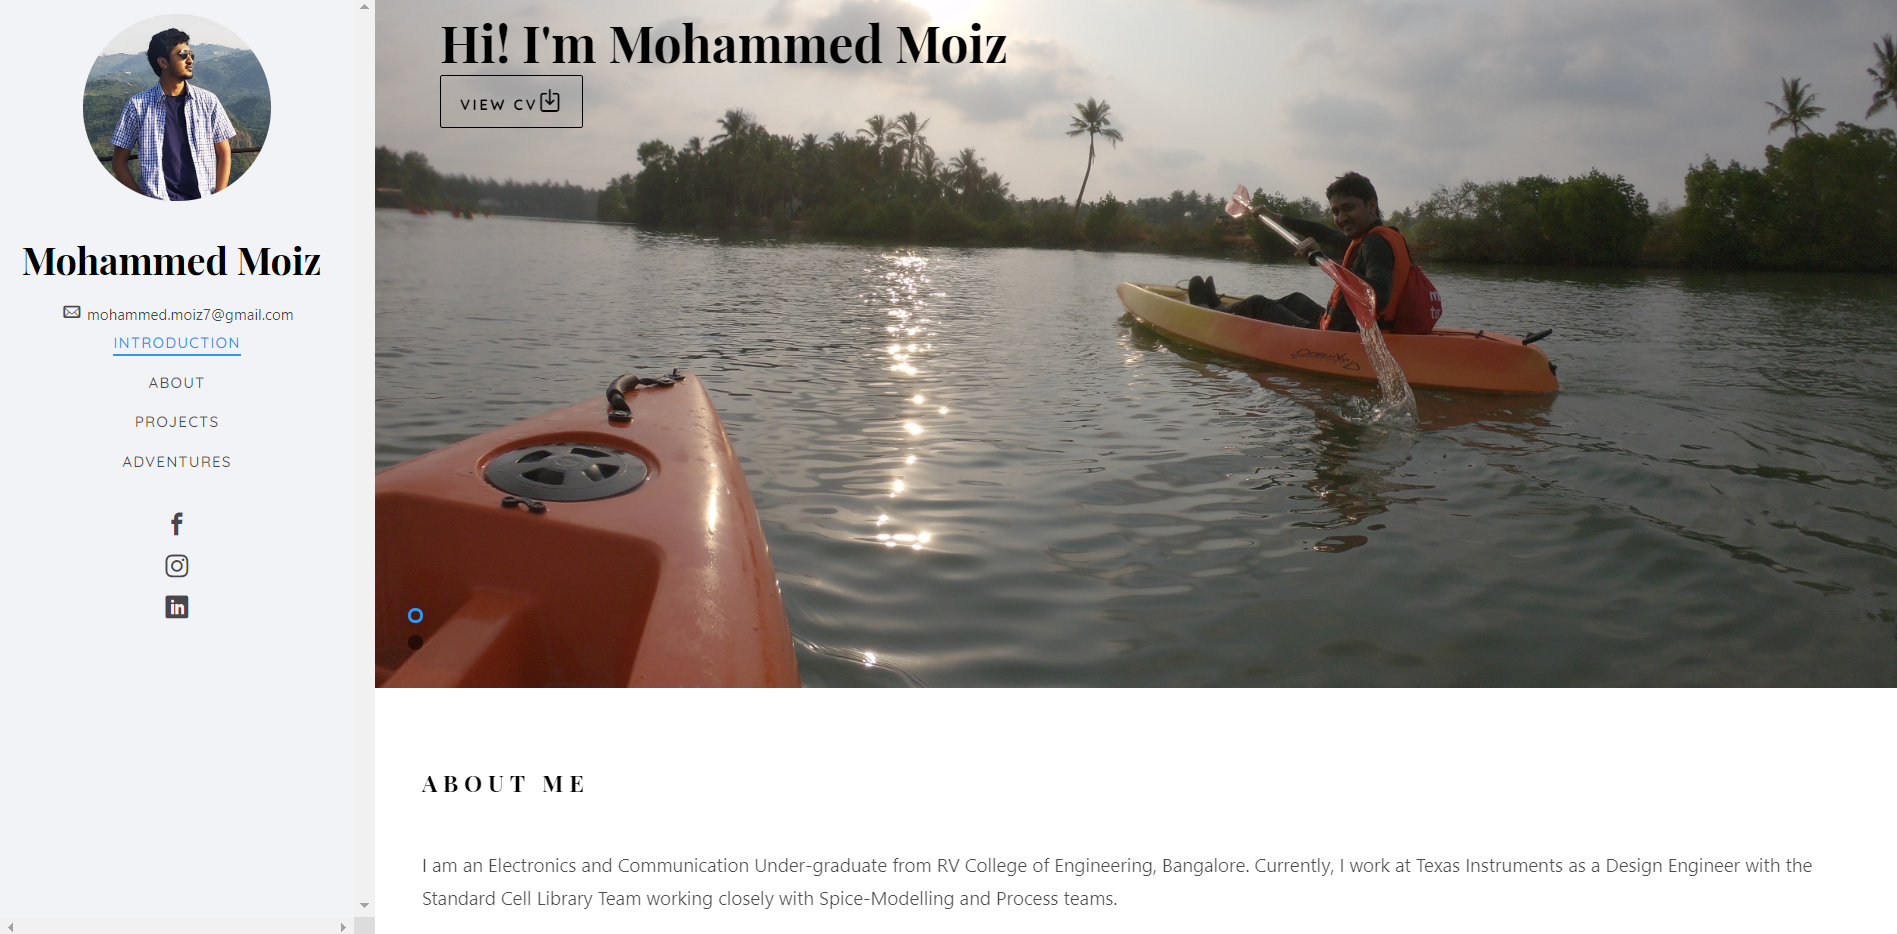 Mohammed Moiz
mohammed.moiz7@gmail.com
INTRODUCTION
ABOUT
PROJECTS
ADVENTURES
Hi! I'm Mohammed Moiz
VIEW CV
ABOUT ME
I am an Electronics and Communication Under-graduate from RV College of Engineering, Bangalore. Currently, I work at Texas Instruments as a Design Engineer with the
Standard Cell Library Team working closely with Spice-Modelling and Process teams.